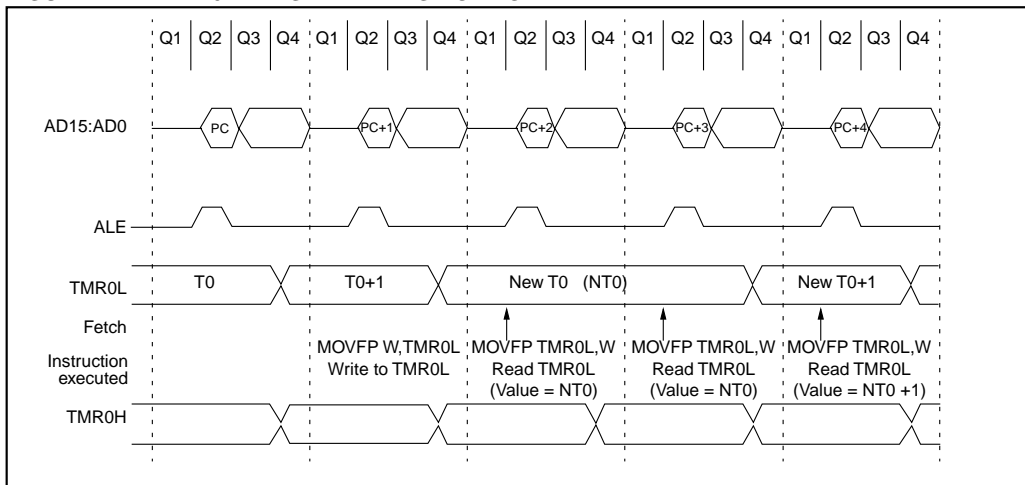 Q1 Q2 Q3 Q4 Q1 Q2 Q3 Q4 Q1 Q2 Q3 Q4 Q1 Q2 Q3 Q4 Q1 Q2 Q3 Q4
AD15:AD0 PC PC+1 PC+2 PC+3 PC+4
ALE
TMR0L T0 T0+1 New T0 (NT0) New T0+1
Fetch
Instruction
executed
MOVFP W,TMR0L
Write to TMR0L
MOVFP TMR0L,W
Read TMR0L
(Value = NT0)
MOVFP TMR0L,W
Read TMR0L
(Value = NT0)
MOVFP TMR0L,W
Read TMR0L
(Value = NT0 +1)
TMR0H